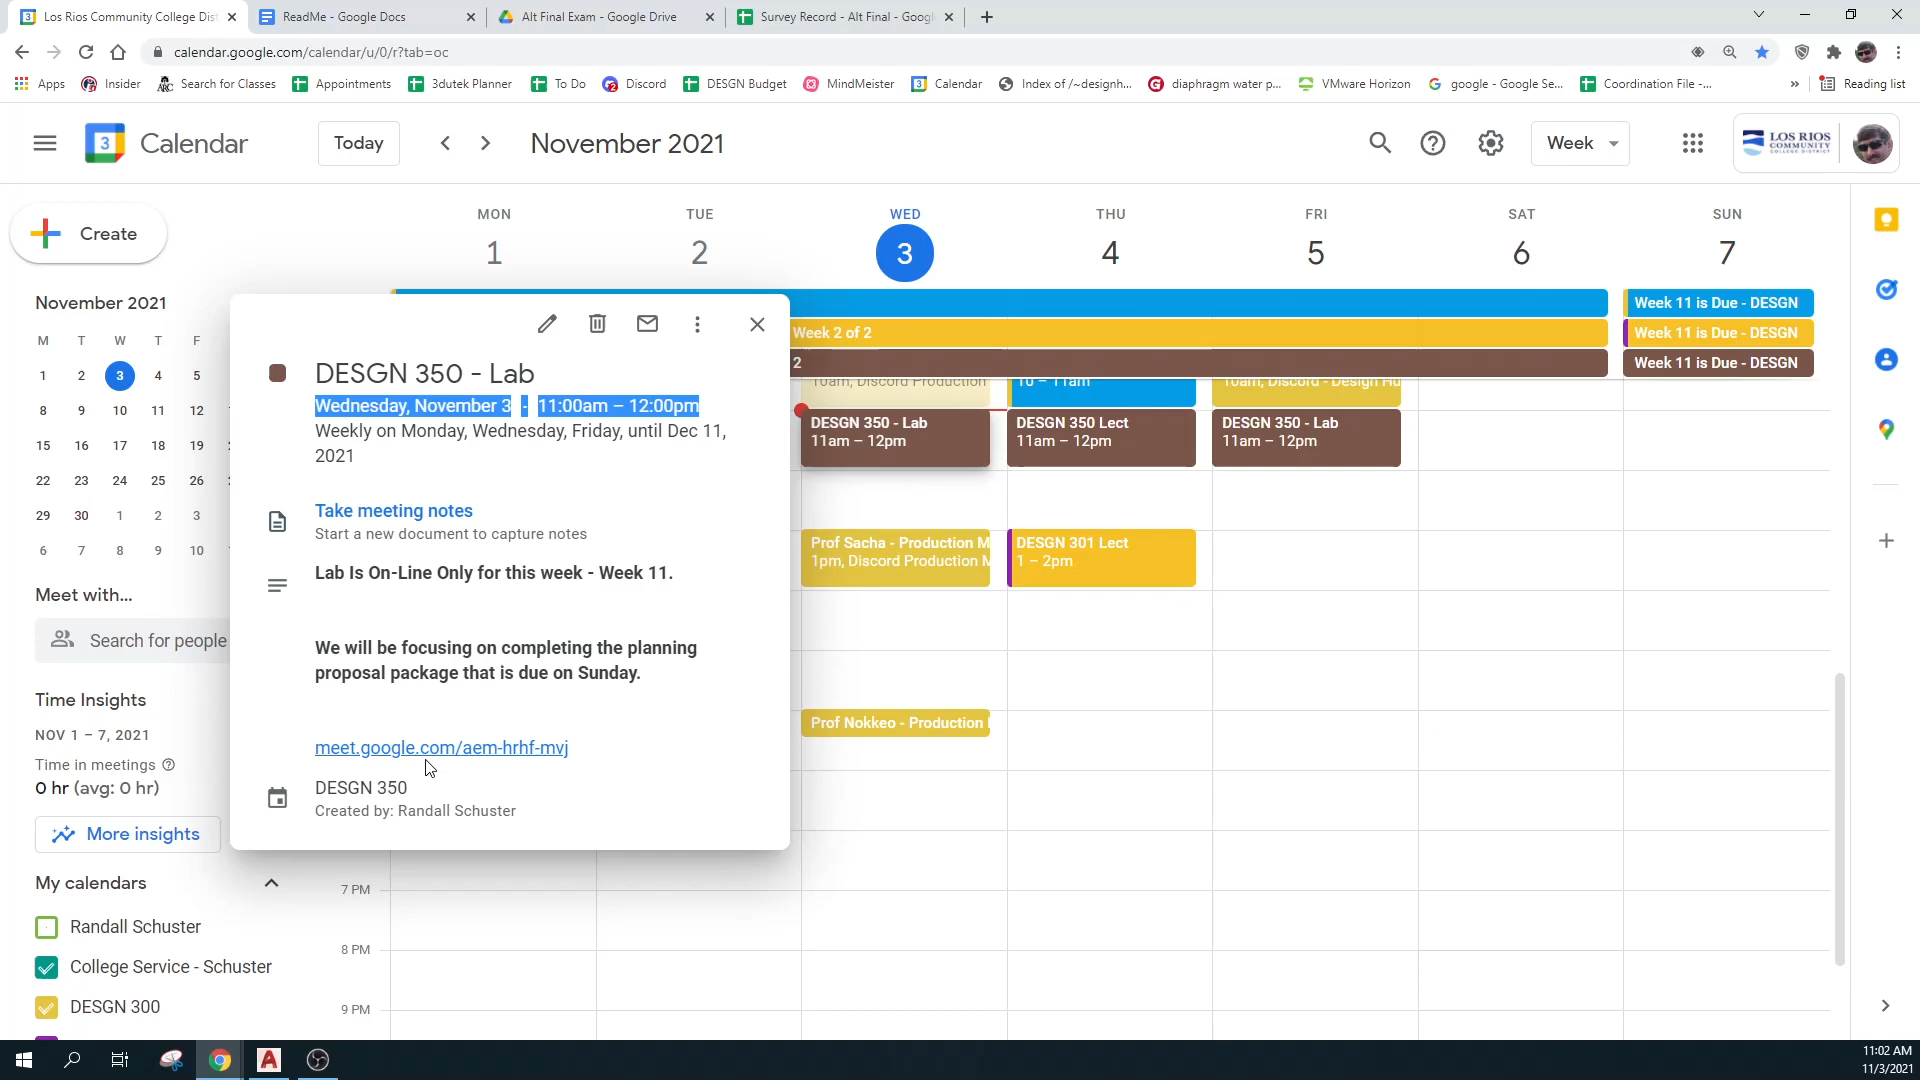 Los Rios Community College Dist
ReadMe - Google Docs
Alt Final Exam - Google Drive
Survey Record - Alt Final - Googl
calendar.google.com/calendar/u/0/r?tab=oc
Apps
Insider
Search for Classes
Appointments
3dutek Planner
To Do
Discord
DESGN Budget
MindMeister
Calendar
Index of /~designh...
diaphragm water p...
VMware Horizon
google - Google Se...
Coordination File -...
»
Reading list
3
Calendar
Today
November 2021
Week
LOS RIOS
COMMUNITY
COLLEGE DISTRICT
Create
MON
TUE
WED
THU
FRI
SAT
SUN
1
2
3
4
5
6
7
November 2021
M T W T F
1 2 3 4 5
8 9 10 11 12
15 16 17 18 19
22 23 24 25 26
29 30 1 2 3
6 7 8 9 10
Meet with...
Search for people
Time Insights
NOV 1 – 7, 2021
Time in meetings
0 hr (avg: 0 hr)
More insights
My calendars
Randall Schuster
College Service - Schuster
DESGN 300
DESGN 350 - Lab
Wednesday, November 3 - 11:00am – 12:00pm
Weekly on Monday, Wednesday, Friday, until Dec 11,
2021
Take meeting notes
Start a new document to capture notes
Lab Is On-Line Only for this week - Week 11.
We will be focusing on completing the planning
proposal package that is due on Sunday.
meet.google.com/aem-hrhf-mvj
DESGN 350
Created by: Randall Schuster
Week 2 of 2
2
Week 11 is Due - DESGN
Week 11 is Due - DESGN
Week 11 is Due - DESGN
10am, Discord Production
10 – 11am
10am, Discord - Design Hu
DESGN 350 - Lab
11am – 12pm
DESGN 350 Lect
11am – 12pm
DESGN 350 - Lab
11am – 12pm
Prof Sacha - Production M
1pm, Discord Production M
DESGN 301 Lect
1 – 2pm
Prof Nokkeo - Production
7 PM
8 PM
9 PM
11:02 AM
11/3/2021